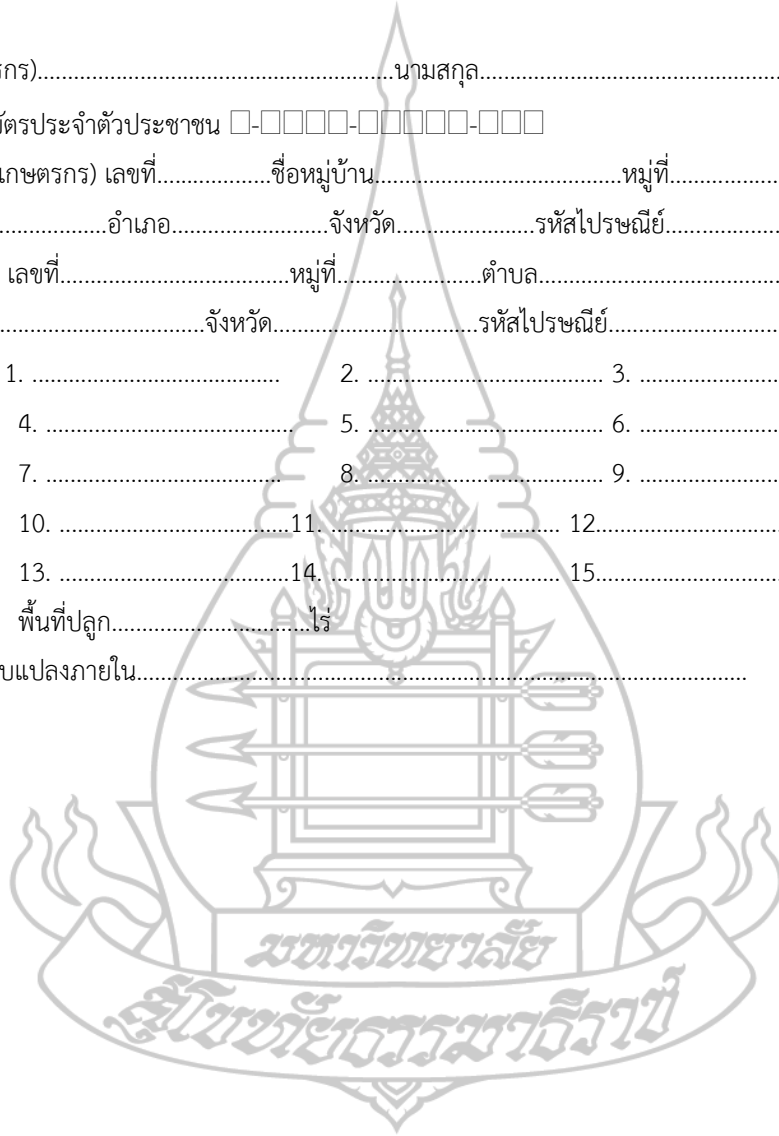 รกร)............................................................นามสกุล..................................................
ัตรประจำตัวประชาชน □-□□□□-□□□□□-□□□
เกษตรกร) เลขที่...................ชื่อหมู่บ้าน..........................................หมู่ที่...................
..................อำเภอ...........................จังหวัด........................รหัสไปรษณีย์....................
เลขที่.......................................หมู่ที่.........................ตำบล.........................................
...................................จังหวัด...................................รหัสไปรษณีย์.............................
1. ......................................... 2. ....................................... 3. ........................
4. ......................................... 5. ....................................... 6. ........................
7. ....................................... 8. ....................................... 9. ........................
10. ......................................11. ...................................... 12...............................
13. ......................................14. ...................................... 15...............................
พื้นที่ปลูก.................................ไร่
บแปลงภายใน.....................................................................................................
มหาวิทยาลัย
สุโขทัยธรรมาธิราช